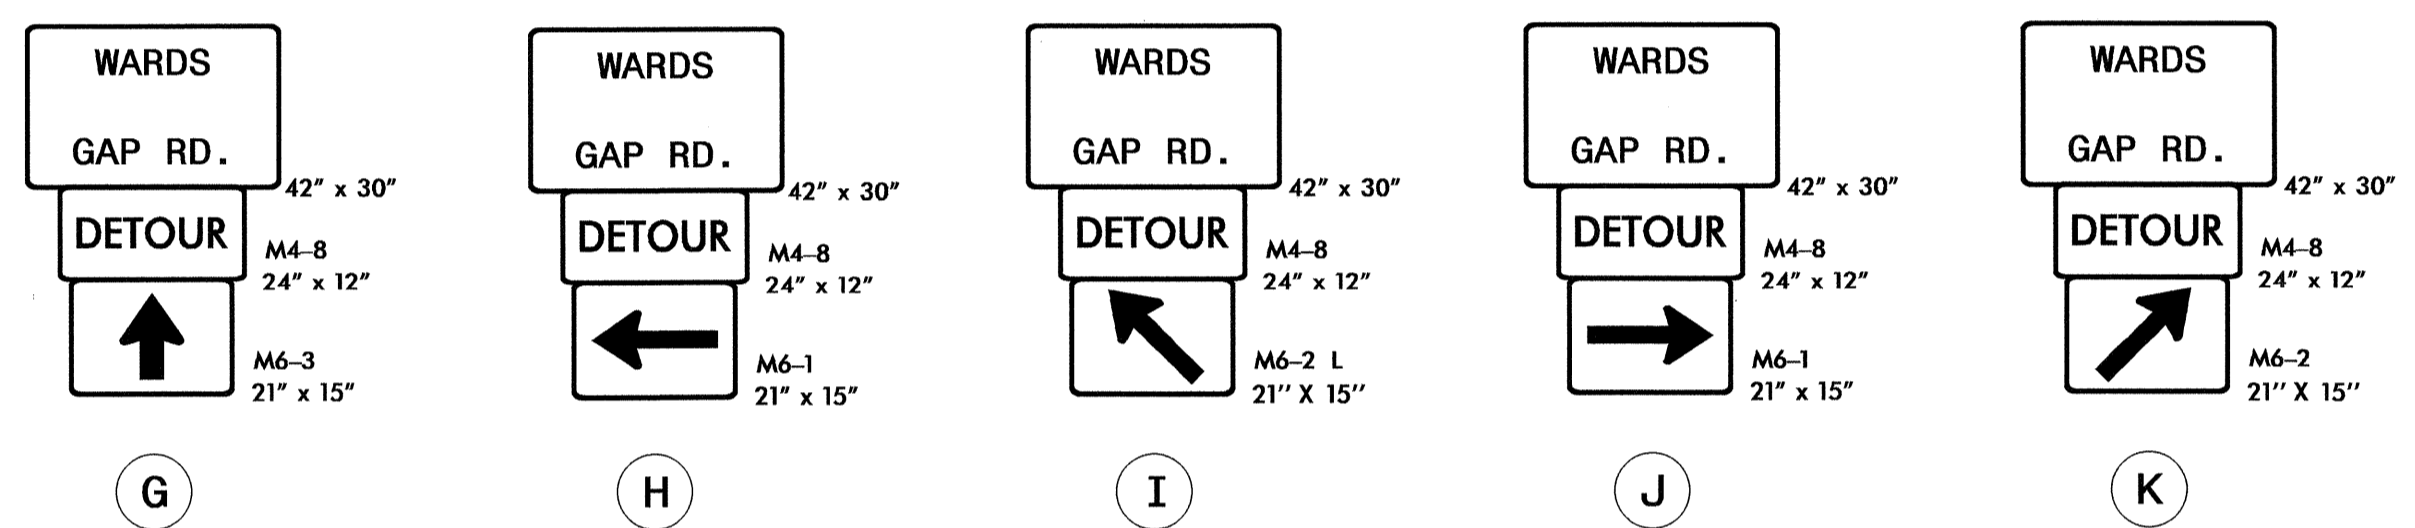 WARDS
GAP RD.
42" x 30"
DETOUR
M4-8
24" x 12"
M6-3
21" x 15"
G
WARDS
GAP RD.
42" x 30"
DETOUR
M4-8
24" x 12"
M6-1
21" x 15"
H
WARDS
GAP RD.
42" x 30"
DETOUR
M4-8
24" x 12"
M6-2 L
21'' X 15''
I
WARDS
GAP RD.
42" x 30"
DETOUR
M4-8
24" x 12"
M6-1
21" x 15"
J
WARDS
GAP RD.
42" x 30"
DETOUR
M4-8
24" x 12"
M6-2
21'' X 15''
K